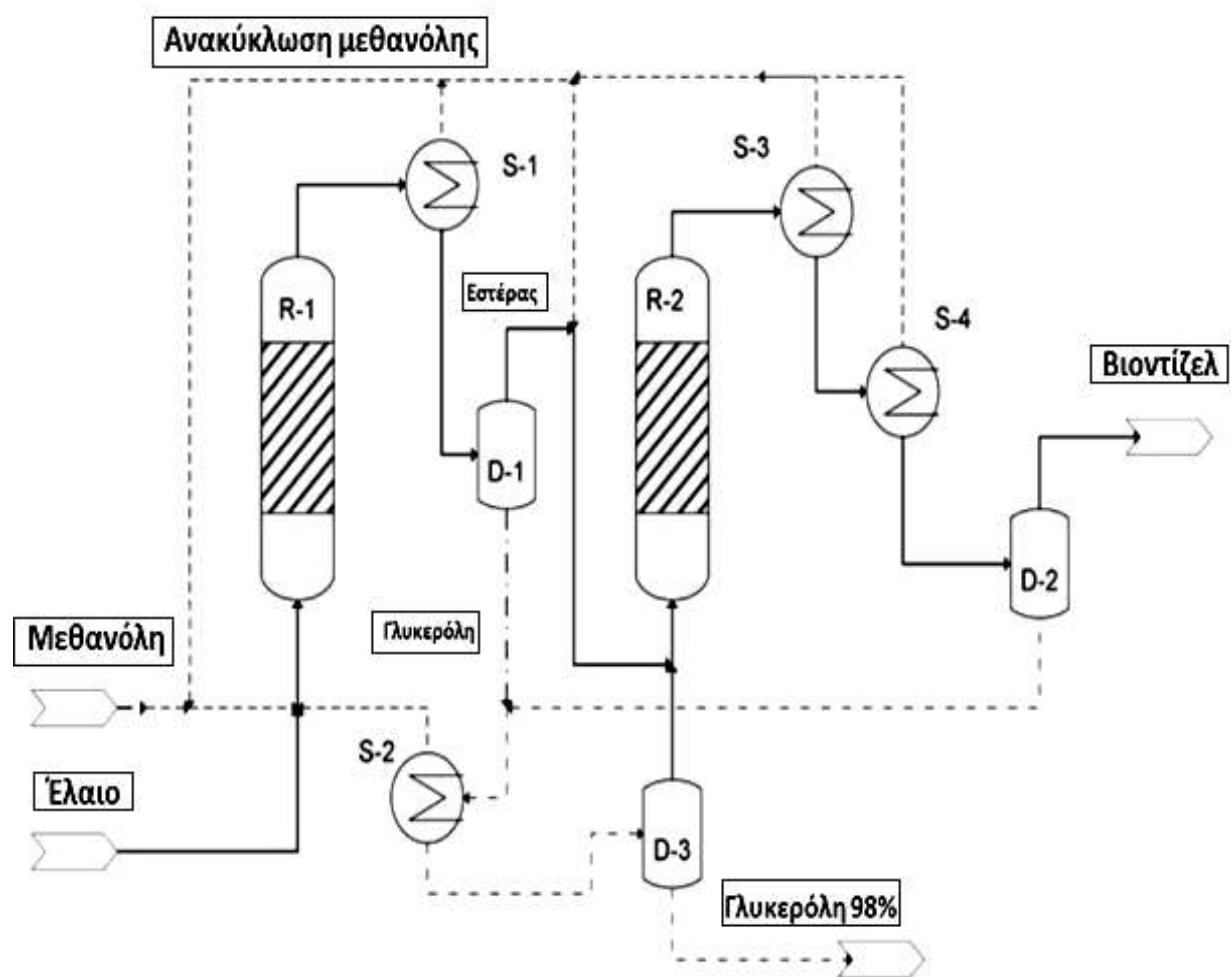 Ανακύκλωση μεθανόλης
S-1
S-3
Εστέρας
R-1
R-2
S-4
Βιοντίζελ
D-1
D-2
Γλυκερόλη
Μεθανόλη
S-2
Έλαιο
D-3
Γλυκερόλη 98%